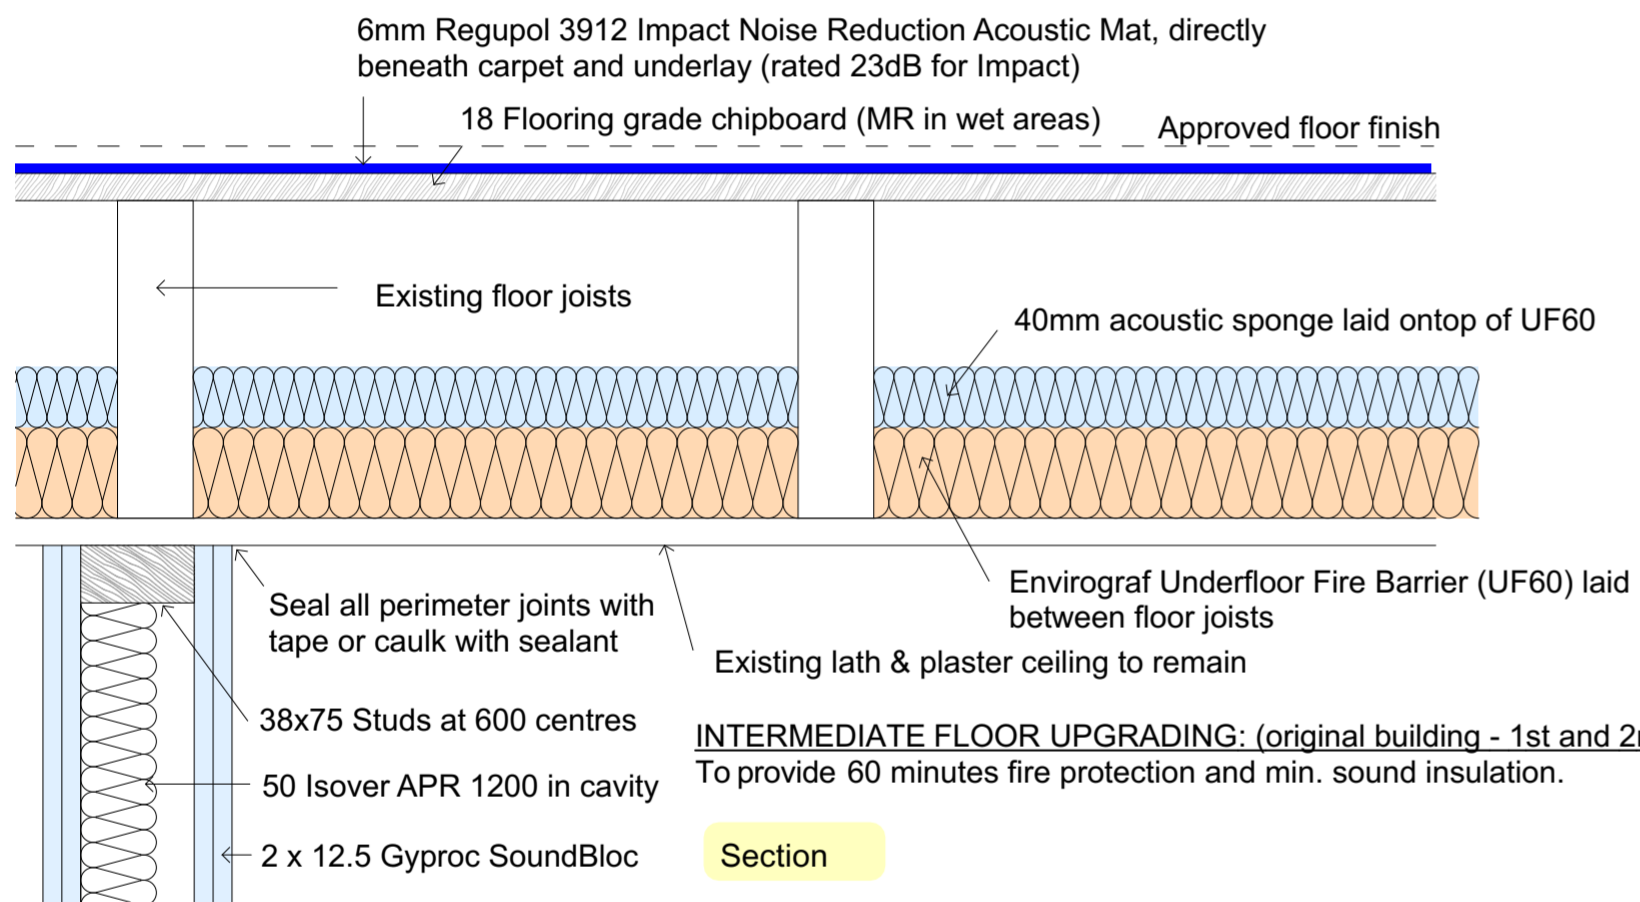 6mm Regupol 3912 Impact Noise Reduction Acoustic Mat, directly
beneath carpet and underlay (rated 23dB for Impact)
18 Flooring grade chipboard (MR in wet areas)
Approved floor finish
Existing floor joists
40mm acoustic sponge laid ontop of UF60
Envirograf Underfloor Fire Barrier (UF60) laid
between floor joists
Seal all perimeter joints with
tape or caulk with sealant
Existing lath & plaster ceiling to remain
38x75 Studs at 600 centres
INTERMEDIATE FLOOR UPGRADING: (original building - 1st and
To provide 60 minutes fire protection and min. sound insulation.
50 Isover APR 1200 in cavity
2 x 12.5 Gyproc SoundBloc
Section